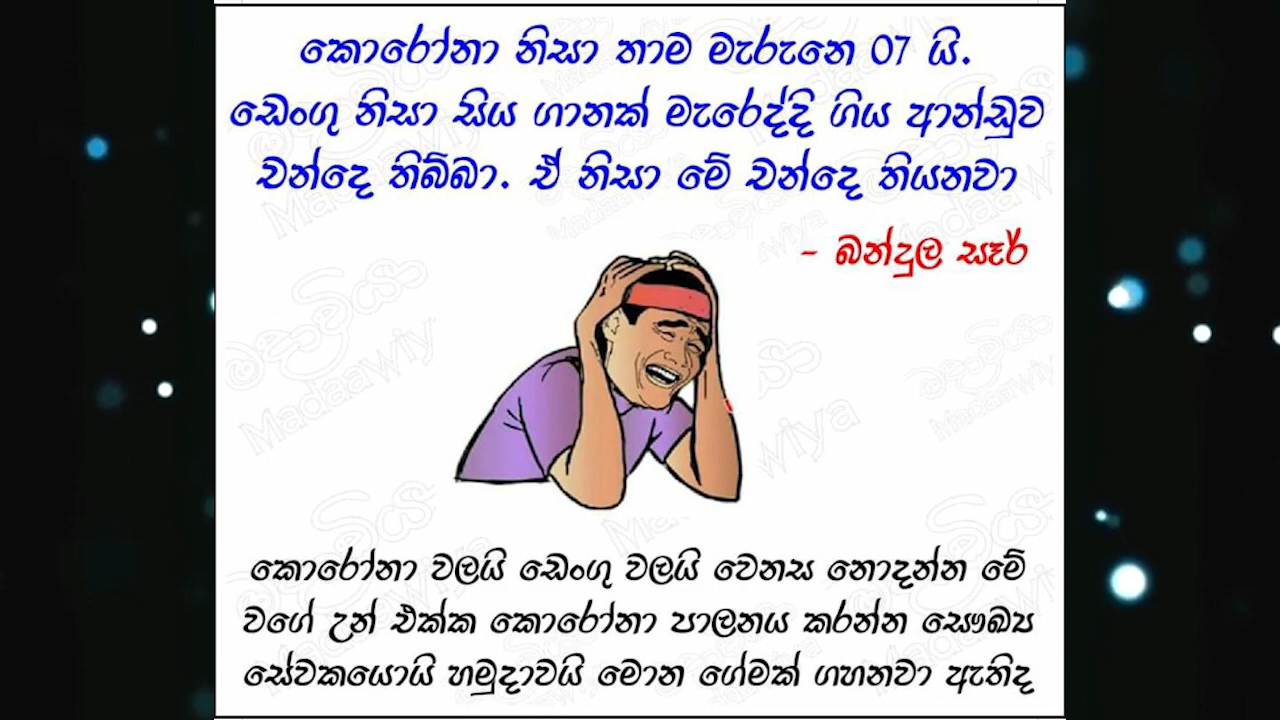 කොරෝනා නිසා තාම මැරුනෙ 07 යි.
ඩෙංගු නිසා සිය ගානක් මැරෙද්දි ගිය ආන්ඩුව
චන්දෙ තිබ්බා. ඒ නිසා මේ චන්දෙ තියනවා
- බන්දුල සෑර්
කොරෝනා වලයි ඩෙංගු වලයි වෙනස නොදන්න මේ
වගේ උන් එක්ක කොරෝනා පාලනය කරන්න සෞඛ්‍ය
සේවකයොයි හමුදාවයි මොන ගේමක් ගහනවා ඇතිද